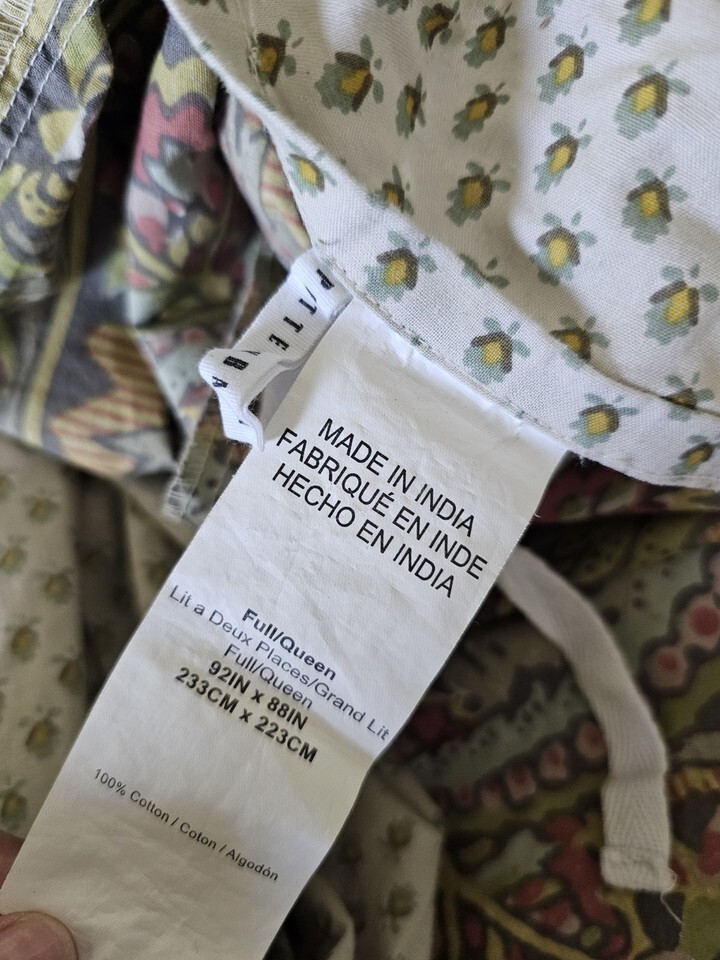 MADE IN INDIA
FABRIQUÉ EN INDE
HECHO EN INDIA
Full/Queen
Lit a Deux Places/Grand Lit
Full/Queen
92IN x 88IN
233CM x 223CM
100% Cotton / Coton / Algodón